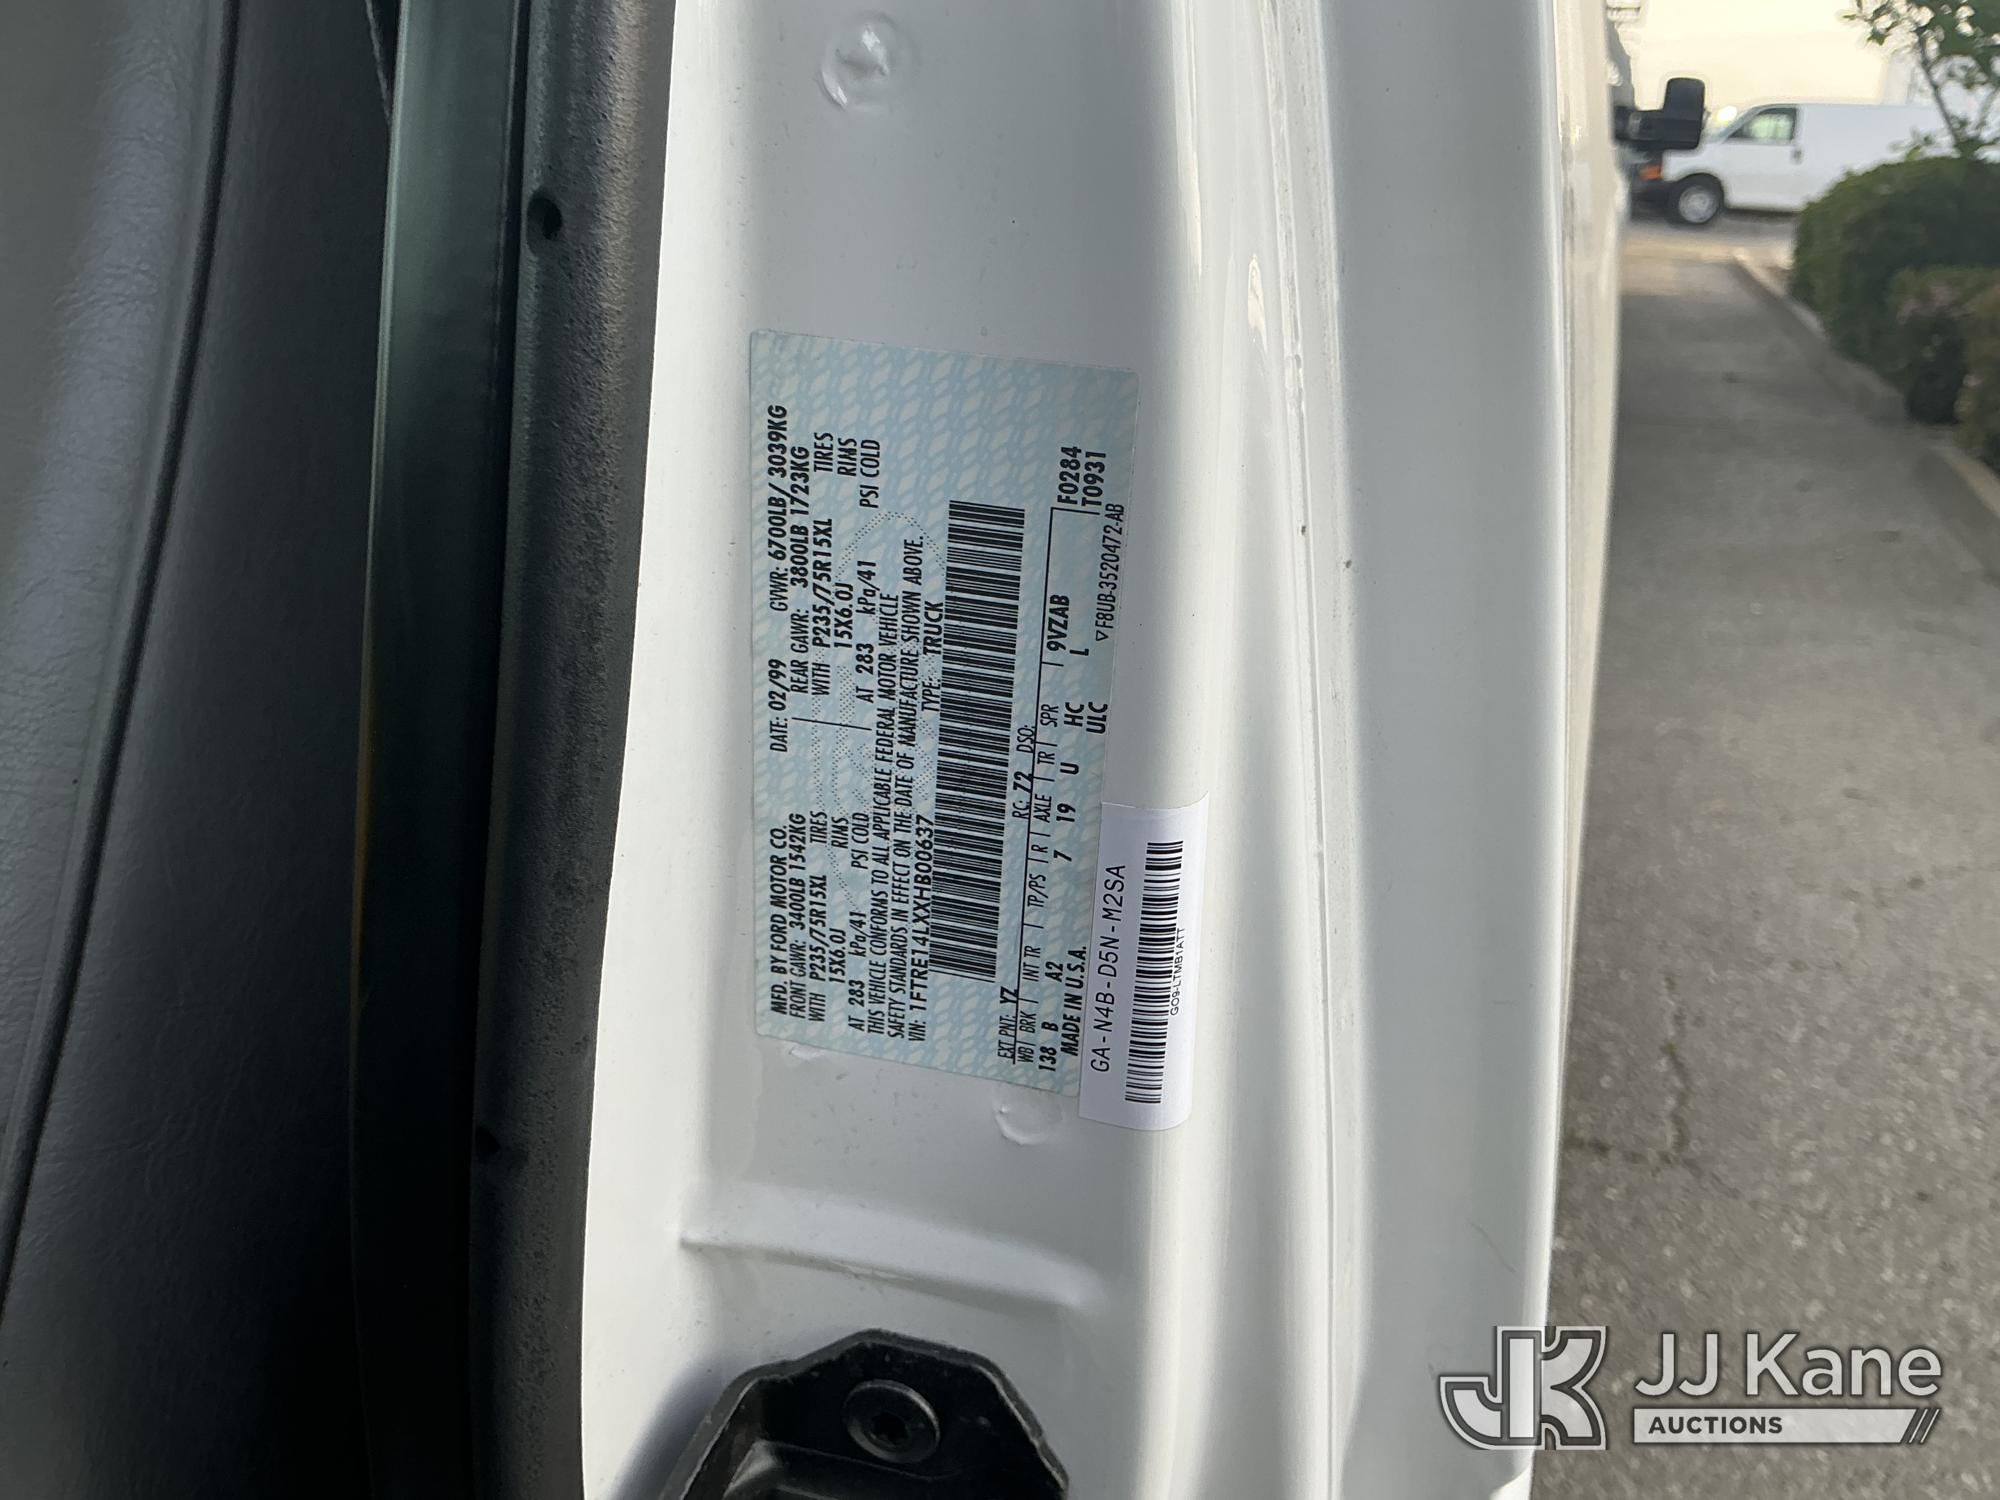 MFD. BY FORD MOTOR CO.
DATE: 02/99 GVWR: 6700LB/ 3039KG
FRONT GAWR: 3400LB 1542KG REAR GAWR: 3800LB 1723KG
WITH P235/75R15XL TIRES WITH P235/75R15XL TIRES
15X6.0J RIMS 15X6.0J RIMS
AT 283 kPa/41 PSI COLD AT 283 kPa/41 PSI COLD
THIS VEHICLE CONFORMS TO ALL APPLICABLE FEDERAL MOTOR VEHICLE
SAFETY STANDARDS IN EFFECT ON THE DATE OF MANUFACTURE SHOWN ABOVE.
VIN: 1FTRE14LXXHB00637 TYPE: TRUCK
EXT PNT: YZ RC: 72 DSO: F0284
WB | BRK | INT TR | TP/PS | R | AXLE | TR | SPR | 9VZAB T0931
138 B A2 7 19 U HC L
MADE IN U.S.A. ULC ▽F8UB-3520472-AB
GA-N4B-D5N-M2SA
GO9-LTMB1ATT
JK JJ Kane
AUCTIONS